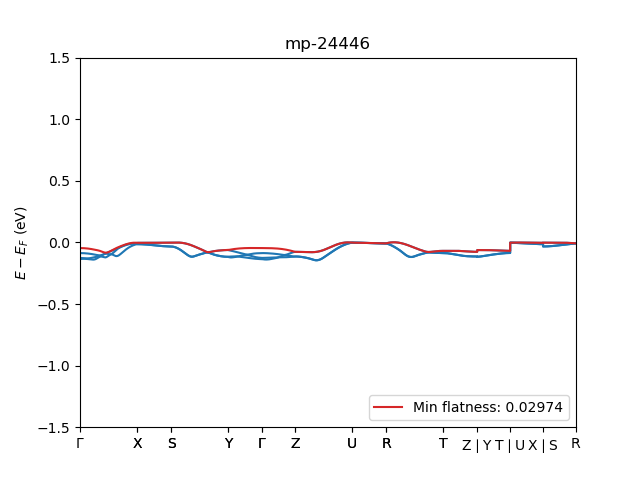 mp-24446
1.5
1.0
0.5
0.0
−0.5
−1.0
−1.5
E − E_F (eV)
Min flatness: 0.02974
Γ X S Y Γ Z U R T Z | Y T | U X | S R